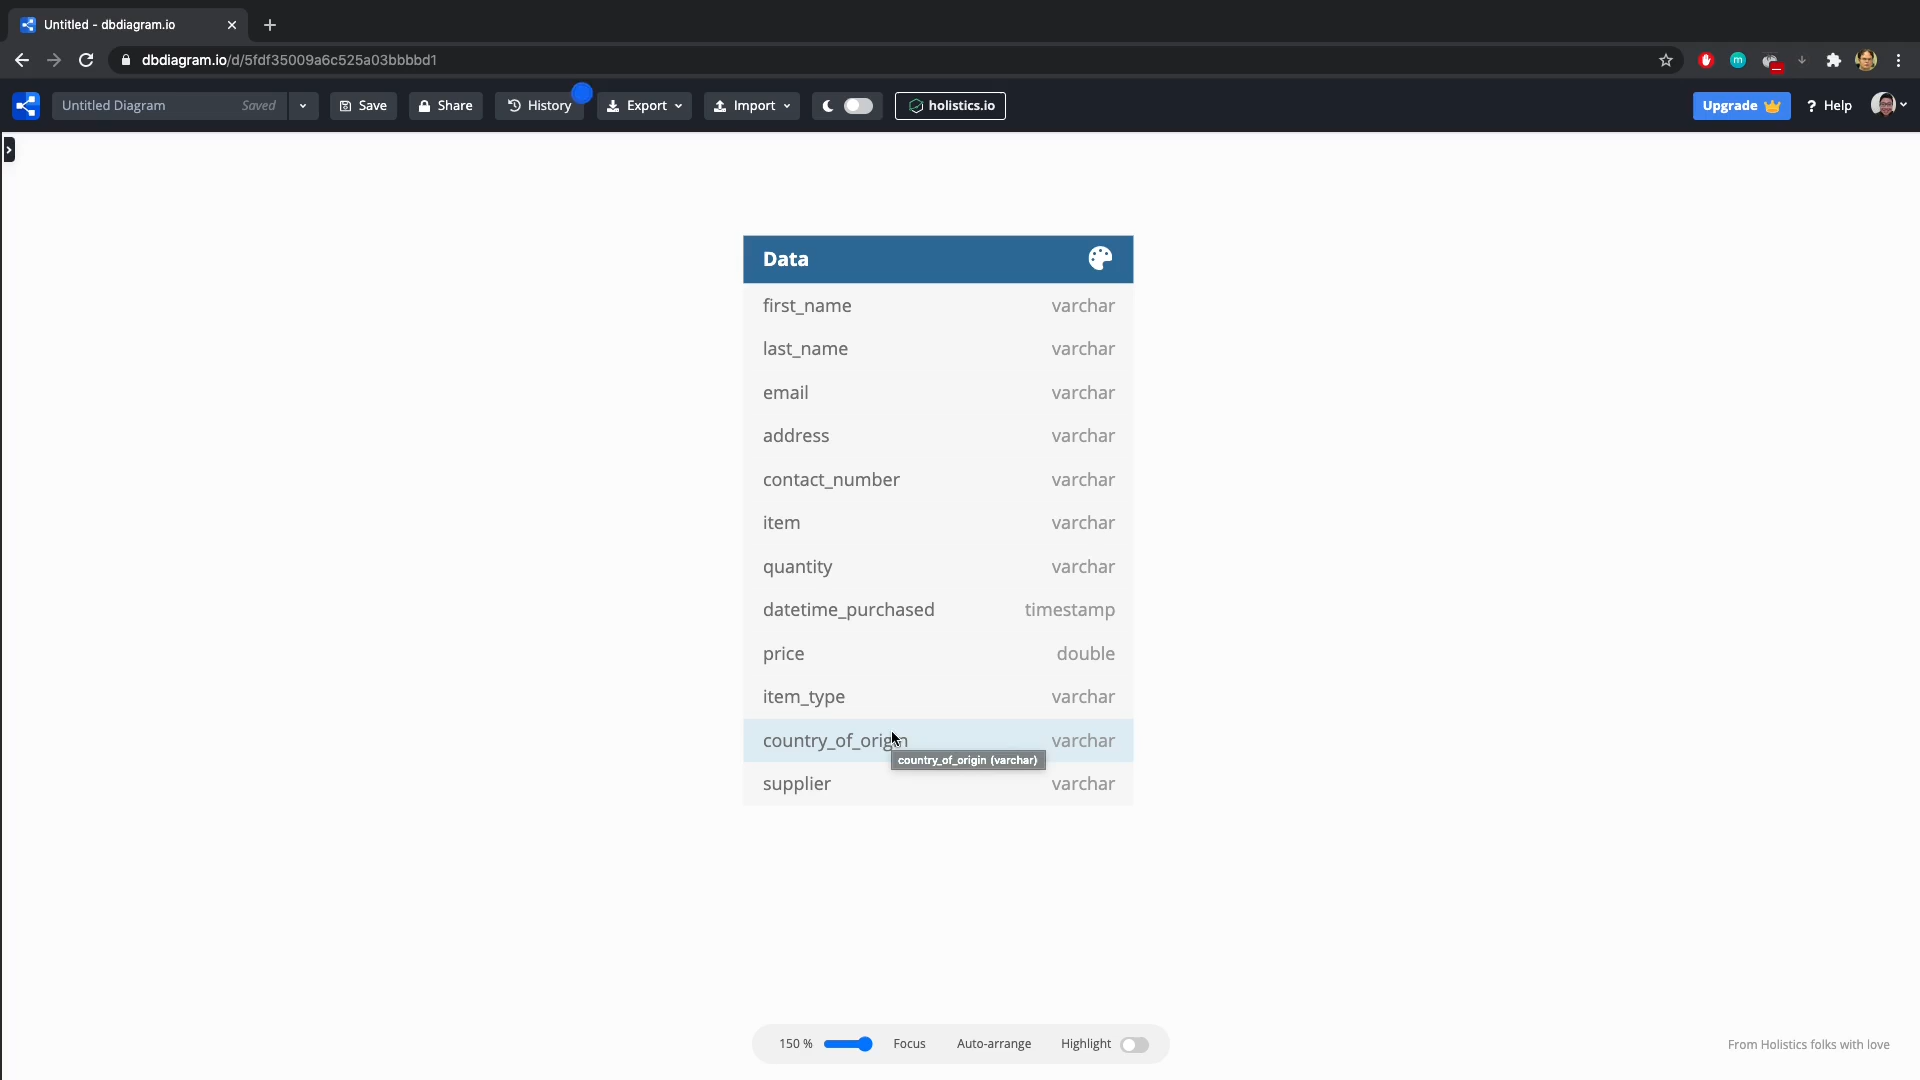 Untitled - dbdiagram.io
dbdiagram.io/d/5fdf35009a6c525a03bbbbd1
m
Untitled Diagram Saved Save Share History Export Import holistics.io Upgrade ? Help
Data
first_name varchar
last_name varchar
email varchar
address varchar
contact_number varchar
item varchar
quantity varchar
datetime_purchased timestamp
price double
item_type varchar
country_of_origin varchar
country_of_origin (varchar)
supplier varchar
150 % Focus Auto-arrange Highlight
From Holistics folks with love